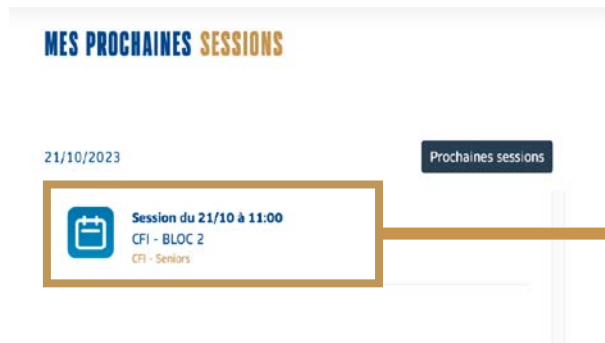 MES PROCHAINES SESSIONS
21/10/2023
Prochaines sessions
Session du 21/10 à 11:00
CFI - BLOC 2
CFI - Seniors